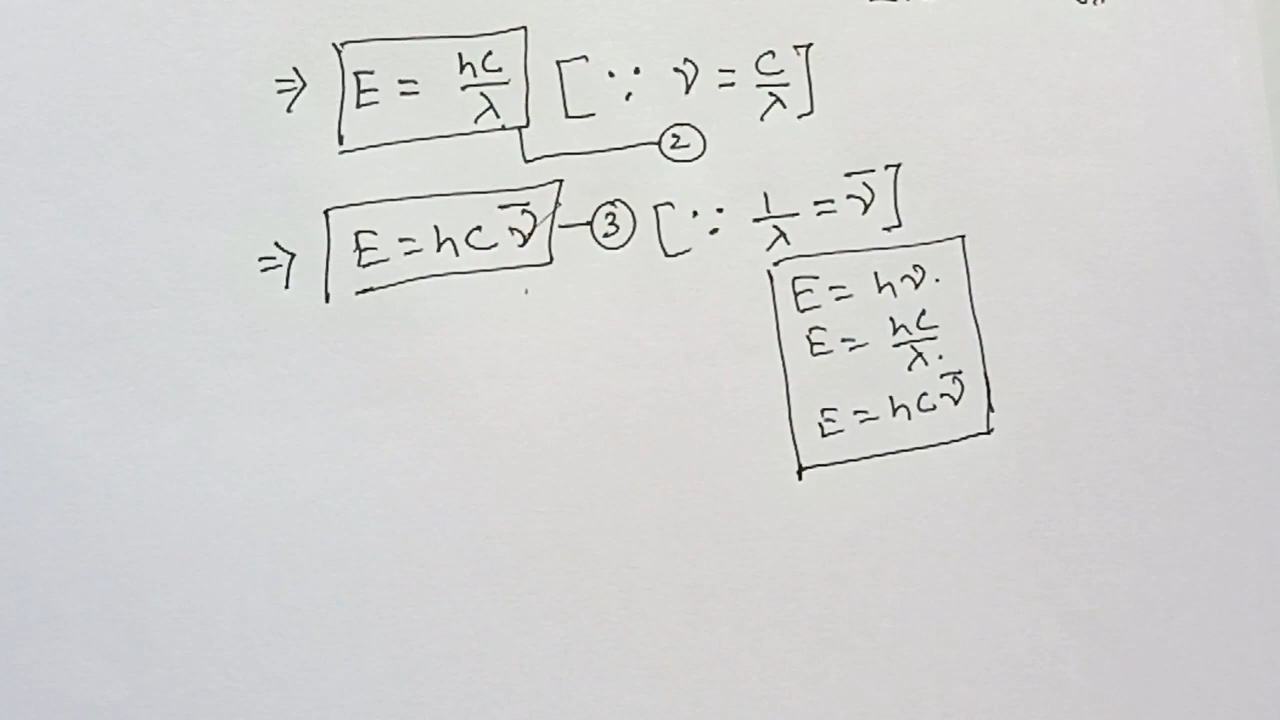 ⇒ E = hc/λ [∵ ν = c/λ]
②
⇒ E = hcν̄ — ③ [∵ 1/λ = ν̄]
E = hν.
E = hc/λ.
E = hcν̄